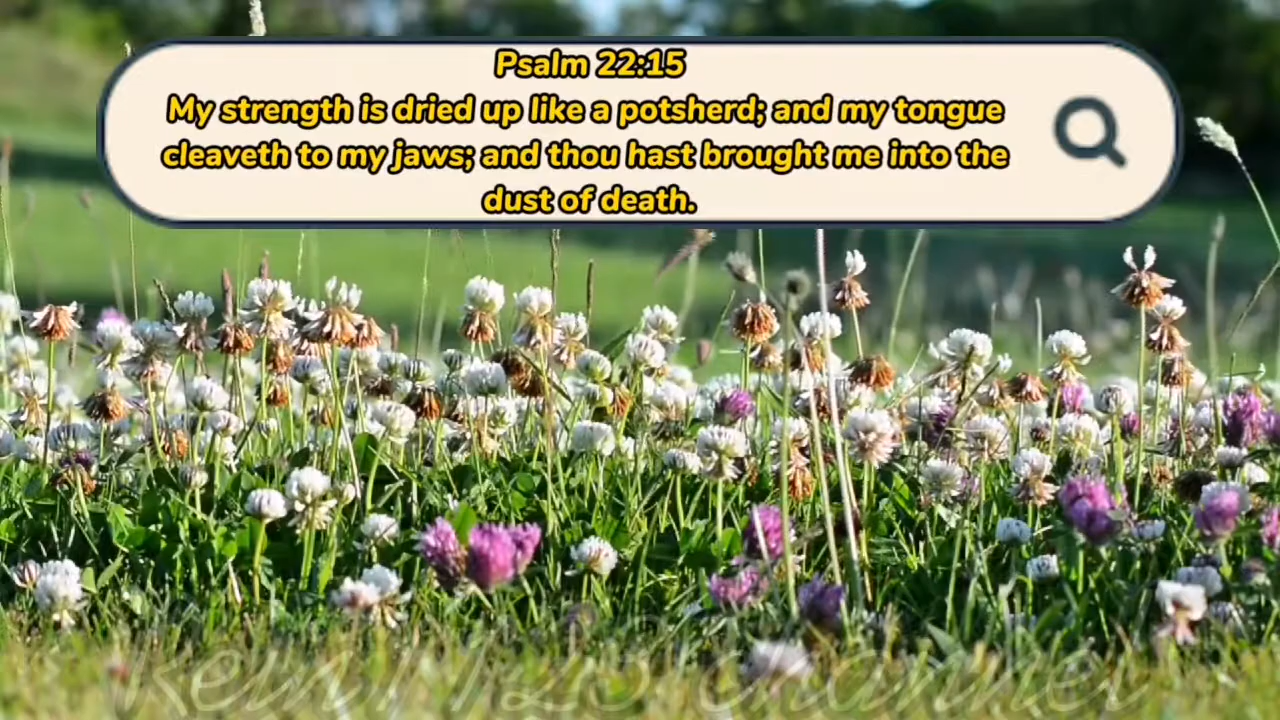 Psalm 22:15
My strength is dried up like a potsherd; and my tongue
cleaveth to my jaws; and thou hast brought me into the
dust of death.
channel